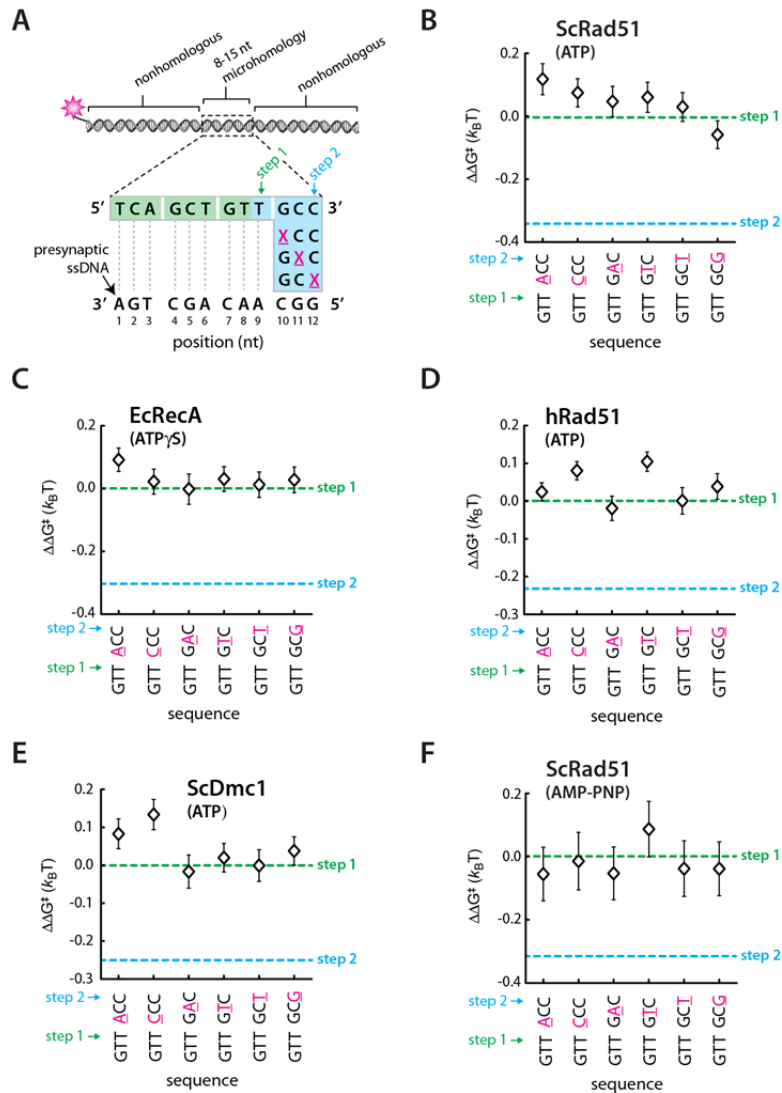 A
nonhomologous
8-15 nt
microhomology
nonhomologous
step 1
step 2
5′ TCA GCTGTT GCC 3′
XCC
GXC
GCX
presynaptic
ssDNA
3′ AGT CGA CAA CGG 5′
1 2 3 4 5 6 7 8 9 10 11 12
position (nt)
B
ScRad51
(ATP)
ΔΔG‡ (kBT)
0.2
0.0
-0.2
-0.4
step 1
step 2
step 2 → ACC CCC GAC GTC GCT GCG
step 1 → GTT GTT GTT GTT GTT GTT
sequence
C
EcRecA
(ATPγS)
ΔΔG‡ (kBT)
0.2
0.0
-0.2
-0.4
step 1
step 2
step 2 → ACC CCC GAC GTC GCT GCG
step 1 → GTT GTT GTT GTT GTT GTT
sequence
D
hRad51
(ATP)
ΔΔG‡ (kBT)
0.2
0.1
0.0
-0.1
-0.2
-0.3
step 1
step 2
step 2 → ACC CCC GAC GTC GCT GCG
step 1 → GTT GTT GTT GTT GTT GTT
sequence
E
ScDmc1
(ATP)
ΔΔG‡ (kBT)
0.2
0.1
0.0
-0.1
-0.2
-0.3
step 1
step 2
step 2 → ACC CCC GAC GTC GCT GCG
step 1 → GTT GTT GTT GTT GTT GTT
sequence
F
ScRad51
(AMP-PNP)
ΔΔG‡ (kBT)
0.2
0.0
-0.2
-0.4
step 1
step 2
step 2 → ACC CCC GAC GTC GCT GCG
step 1 → GTT GTT GTT GTT GTT GTT
sequence